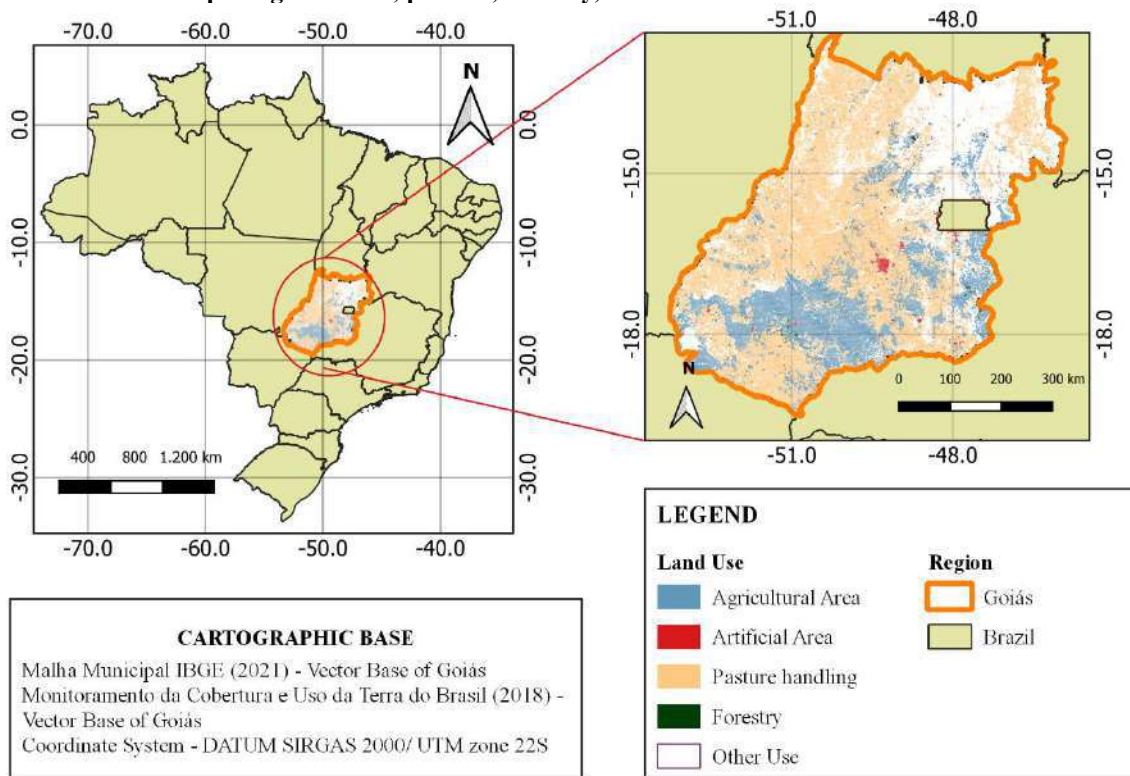 -70.0 -60.0 -50.0 -40.0
N
0.0
-10.0
-20.0
-30.0
0.0
-10.0
-20.0
-30.0
400 800 1.200 km
-70.0 -60.0 -50.0 -40.0
-51.0 -48.0
-15.0
-18.0
-15.0
-18.0
N
0 100 200 300 km
-51.0 -48.0
CARTOGRAPHIC BASE
Malha Municipal IBGE (2021) - Vector Base of Goiás
Monitoramento da Cobertura e Uso da Terra do Brasil (2018) -
Vector Base of Goiás
Coordinate System - DATUM SIRGAS 2000/ UTM zone 22S
LEGEND
Land Use
Agricultural Area
Artificial Area
Pasture handling
Forestry
Other Use
Region
Goiás
Brazil